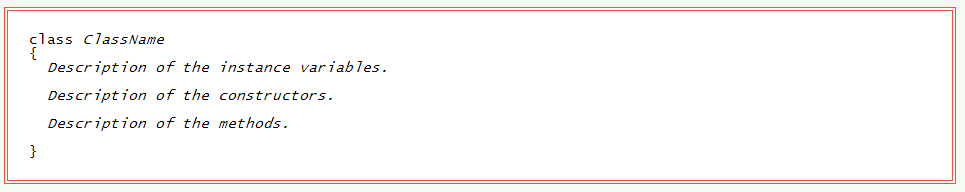 class ClassName
{
Description of the instance variables.
Description of the constructors.
Description of the methods.
}